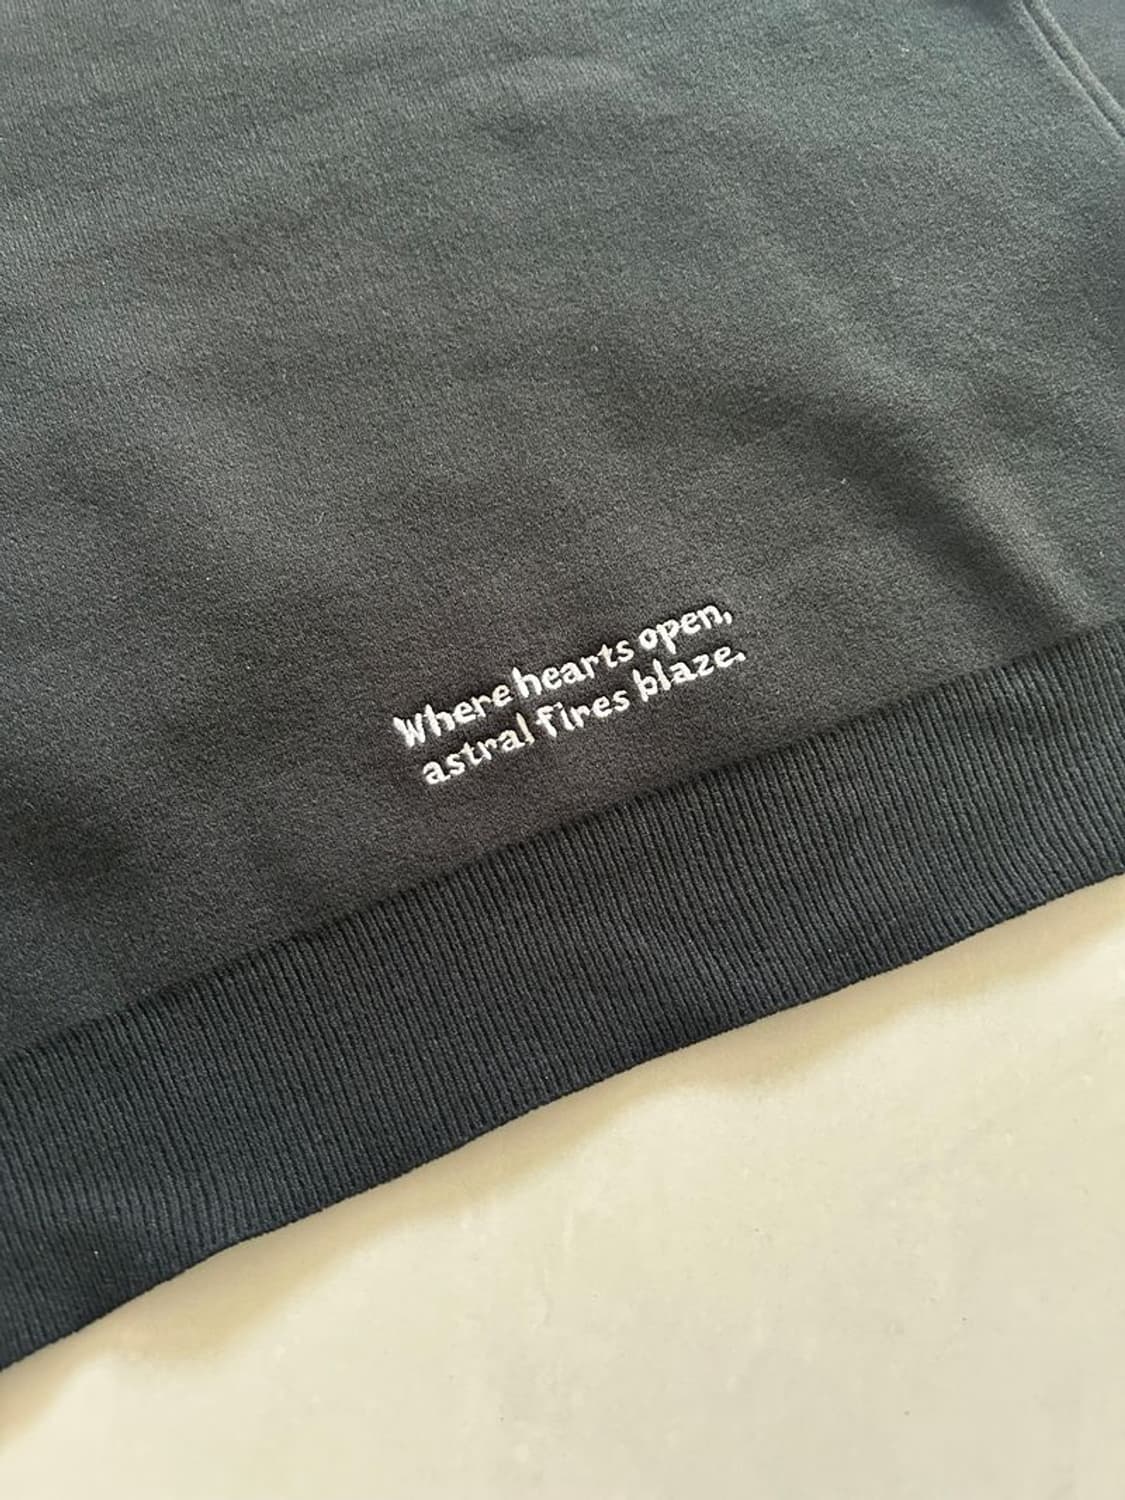 Where hearts open,
astral fires blaze.